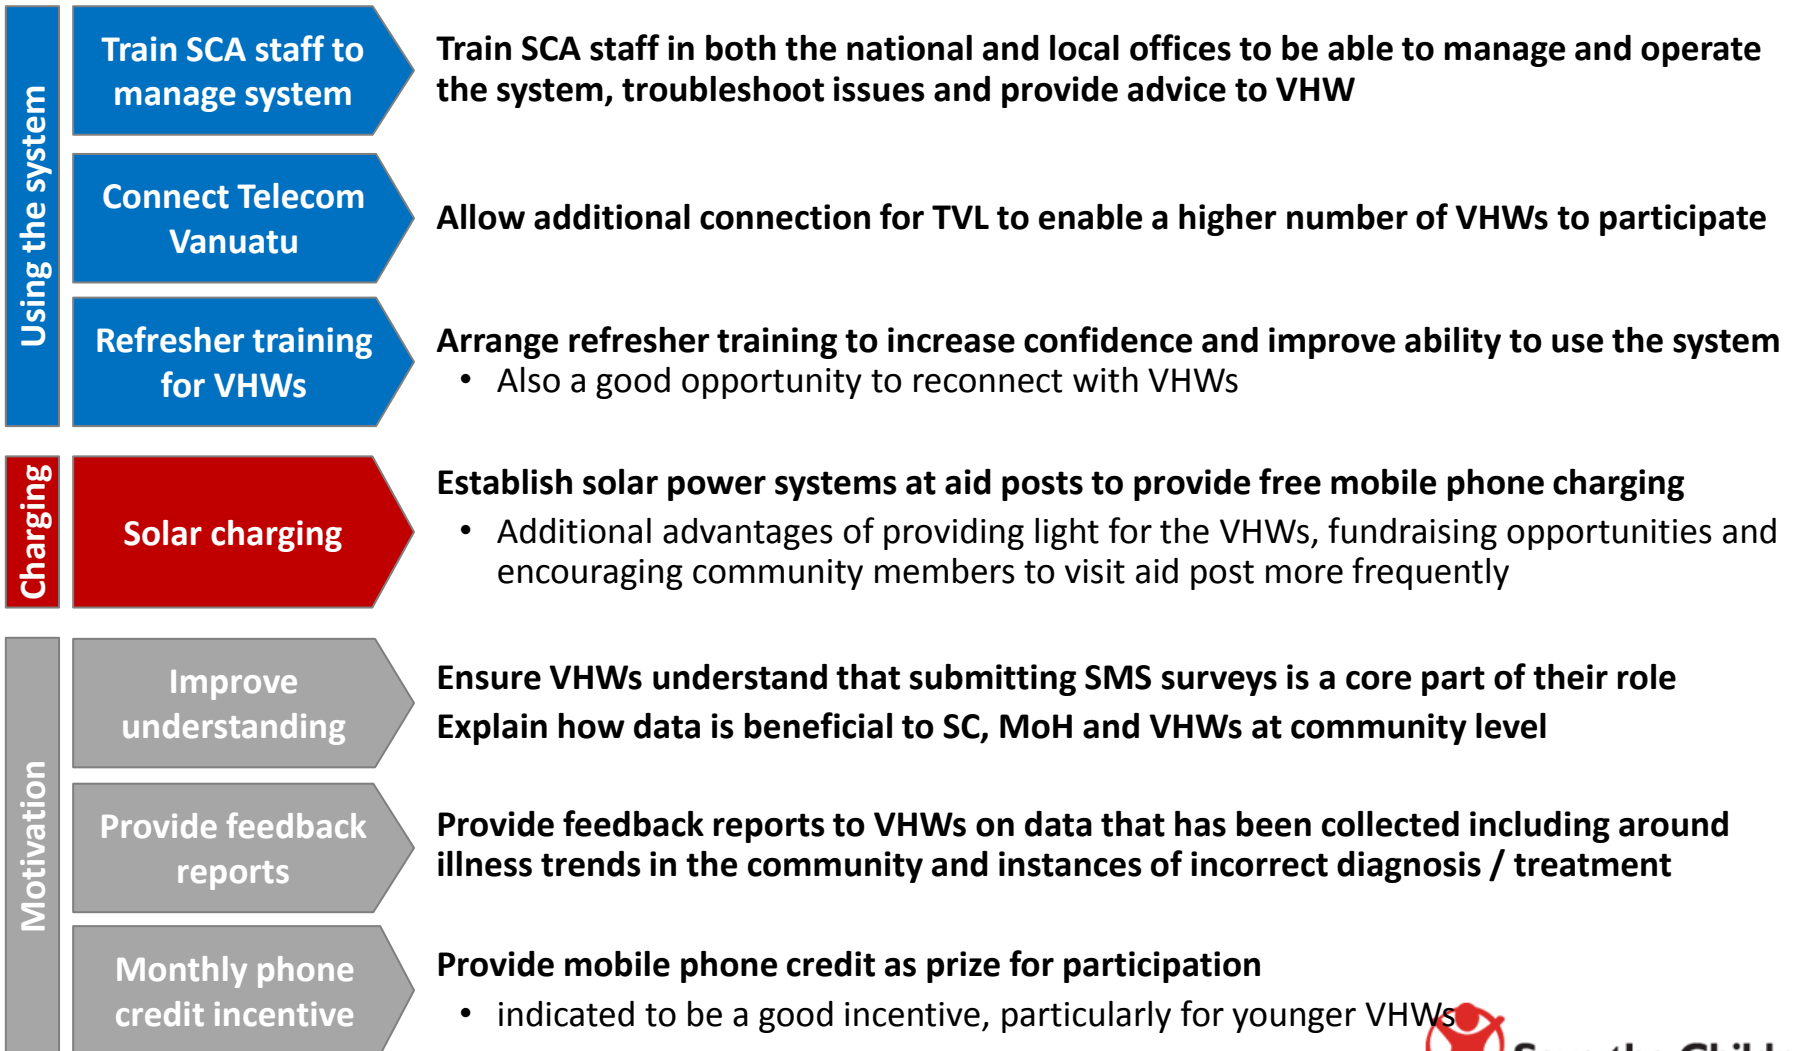 Using the system
Train SCA staff to
manage system
Train SCA staff in both the national and local offices to be able to manage and operate
the system, troubleshoot issues and provide advice to VHW
Connect Telecom
Vanuatu
Allow additional connection for TVL to enable a higher number of VHWs to participate
Refresher training
for VHWs
Arrange refresher training to increase confidence and improve ability to use the system
• Also a good opportunity to reconnect with VHWs
Charging
Solar charging
Establish solar power systems at aid posts to provide free mobile phone charging
• Additional advantages of providing light for the VHWs, fundraising opportunities and
encouraging community members to visit aid post more frequently
Motivation
Improve
understanding
Ensure VHWs understand that submitting SMS surveys is a core part of their role
Explain how data is beneficial to SC, MoH and VHWs at community level
Provide feedback
reports
Provide feedback reports to VHWs on data that has been collected including around
illness trends in the community and instances of incorrect diagnosis / treatment
Monthly phone
credit incentive
Provide mobile phone credit as prize for participation
• indicated to be a good incentive, particularly for younger VHWs
Save the